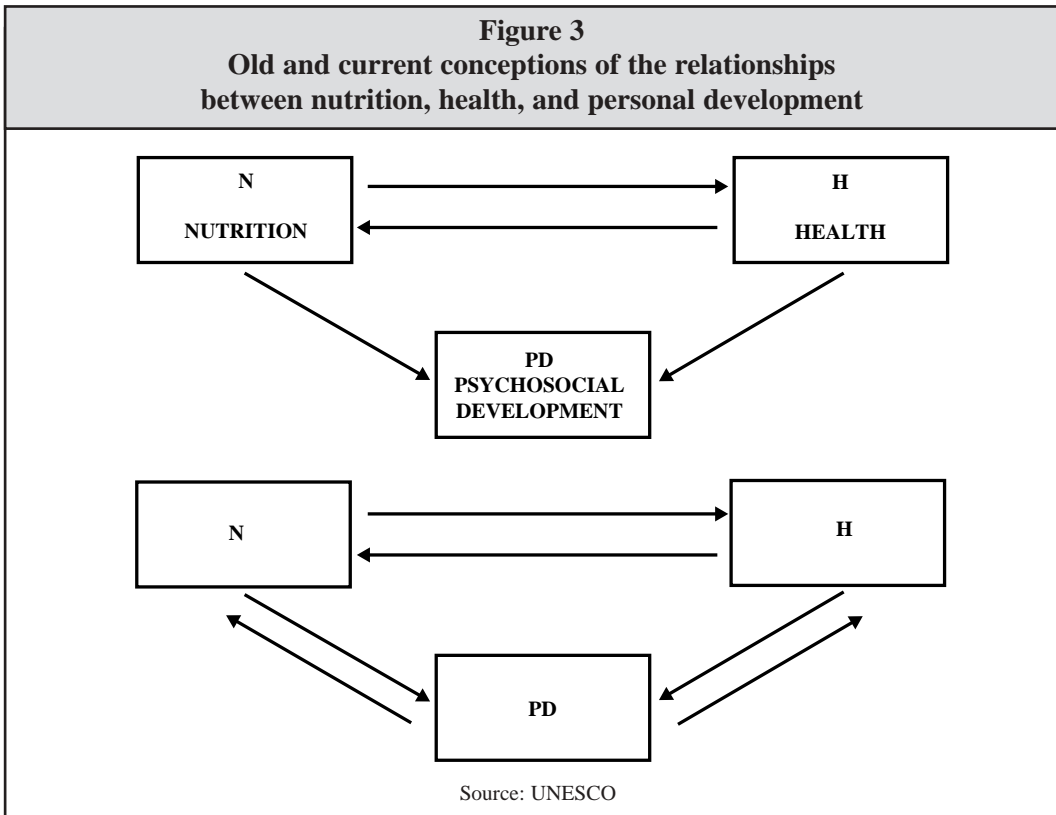 Figure 3
Old and current conceptions of the relationships
between nutrition, health, and personal development
N
NUTRITION
H
HEALTH
PD
PSYCHOSOCIAL
DEVELOPMENT
N
H
PD
Source: UNESCO